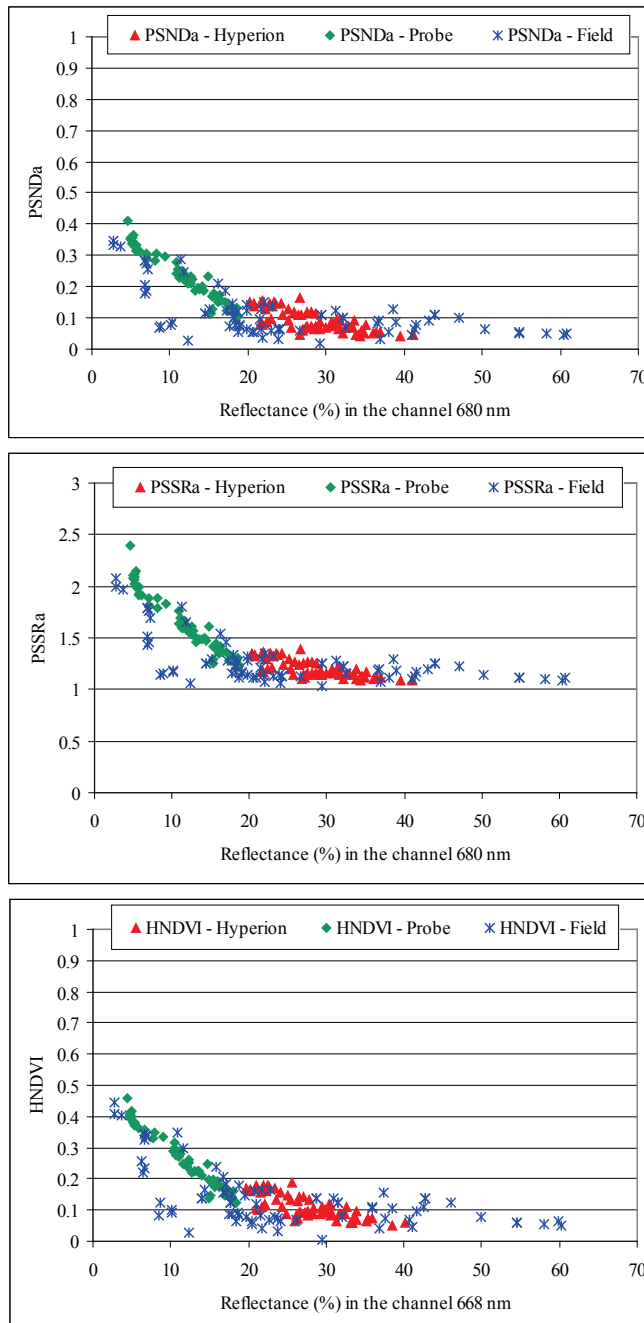 PSNDa - Hyperion PSNDa - Probe PSNDa - Field
1
0.9
0.8
0.7
0.6
0.5
0.4
0.3
0.2
0.1
0
PSNDa
0 10 20 30 40 50 60 70
Reflectance (%) in the channel 680 nm
PSSRa - Hyperion PSSRa - Probe PSSRa - Field
3
2.5
2
1.5
1
0.5
0
PSSRa
0 10 20 30 40 50 60 70
Reflectance (%) in the channel 680 nm
HNDVI - Hyperion HNDVI - Probe HNDVI - Field
1
0.9
0.8
0.7
0.6
0.5
0.4
0.3
0.2
0.1
0
HNDVI
0 10 20 30 40 50 60 70
Reflectance (%) in the channel 668 nm